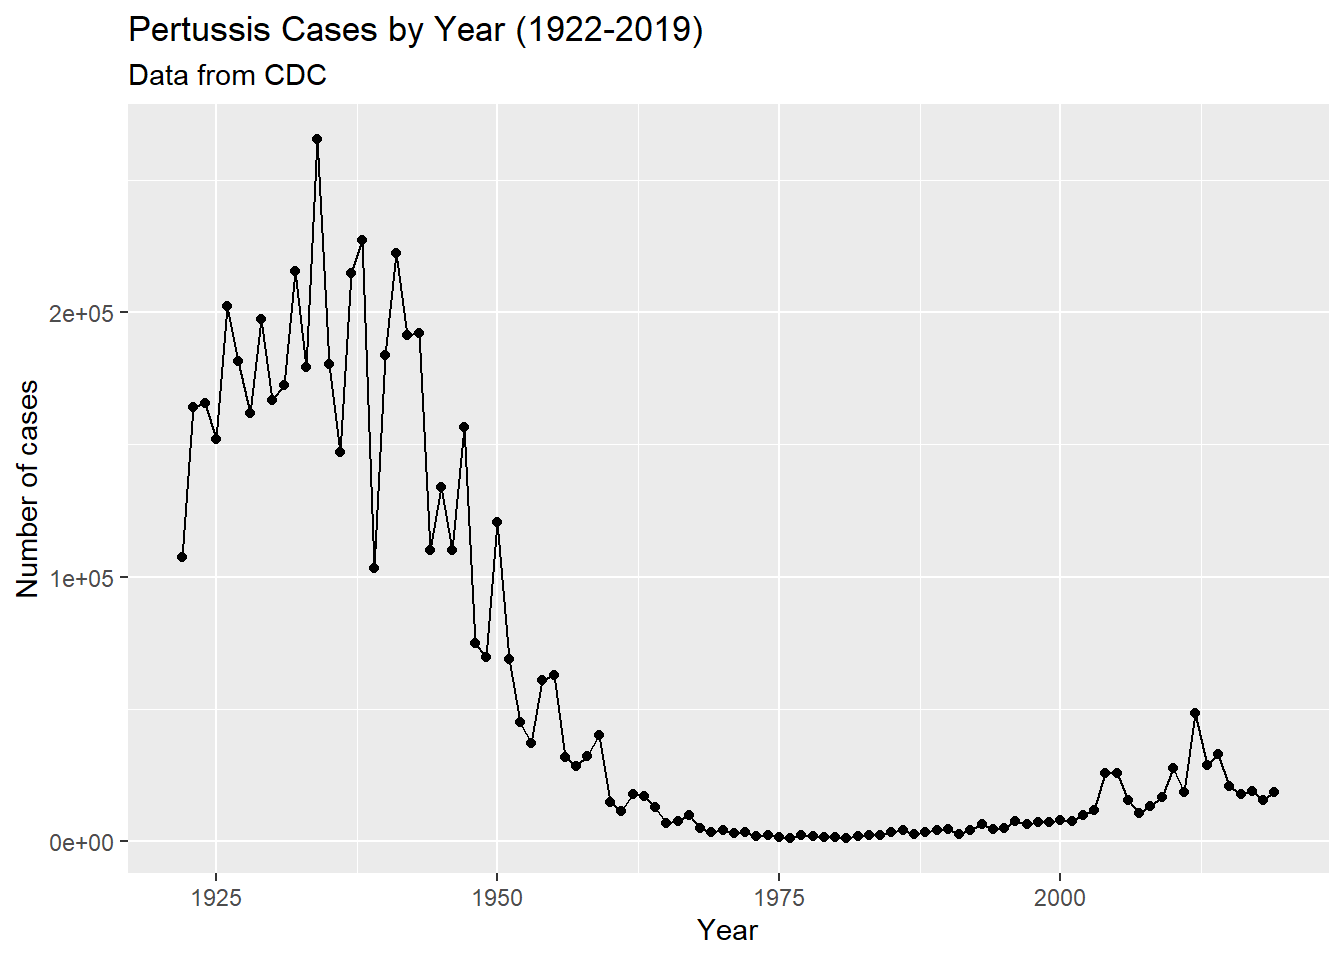 Pertussis Cases by Year (1922-2019)
Data from CDC
Number of cases
2e+05
1e+05
0e+00
1925
1950
1975
2000
Year